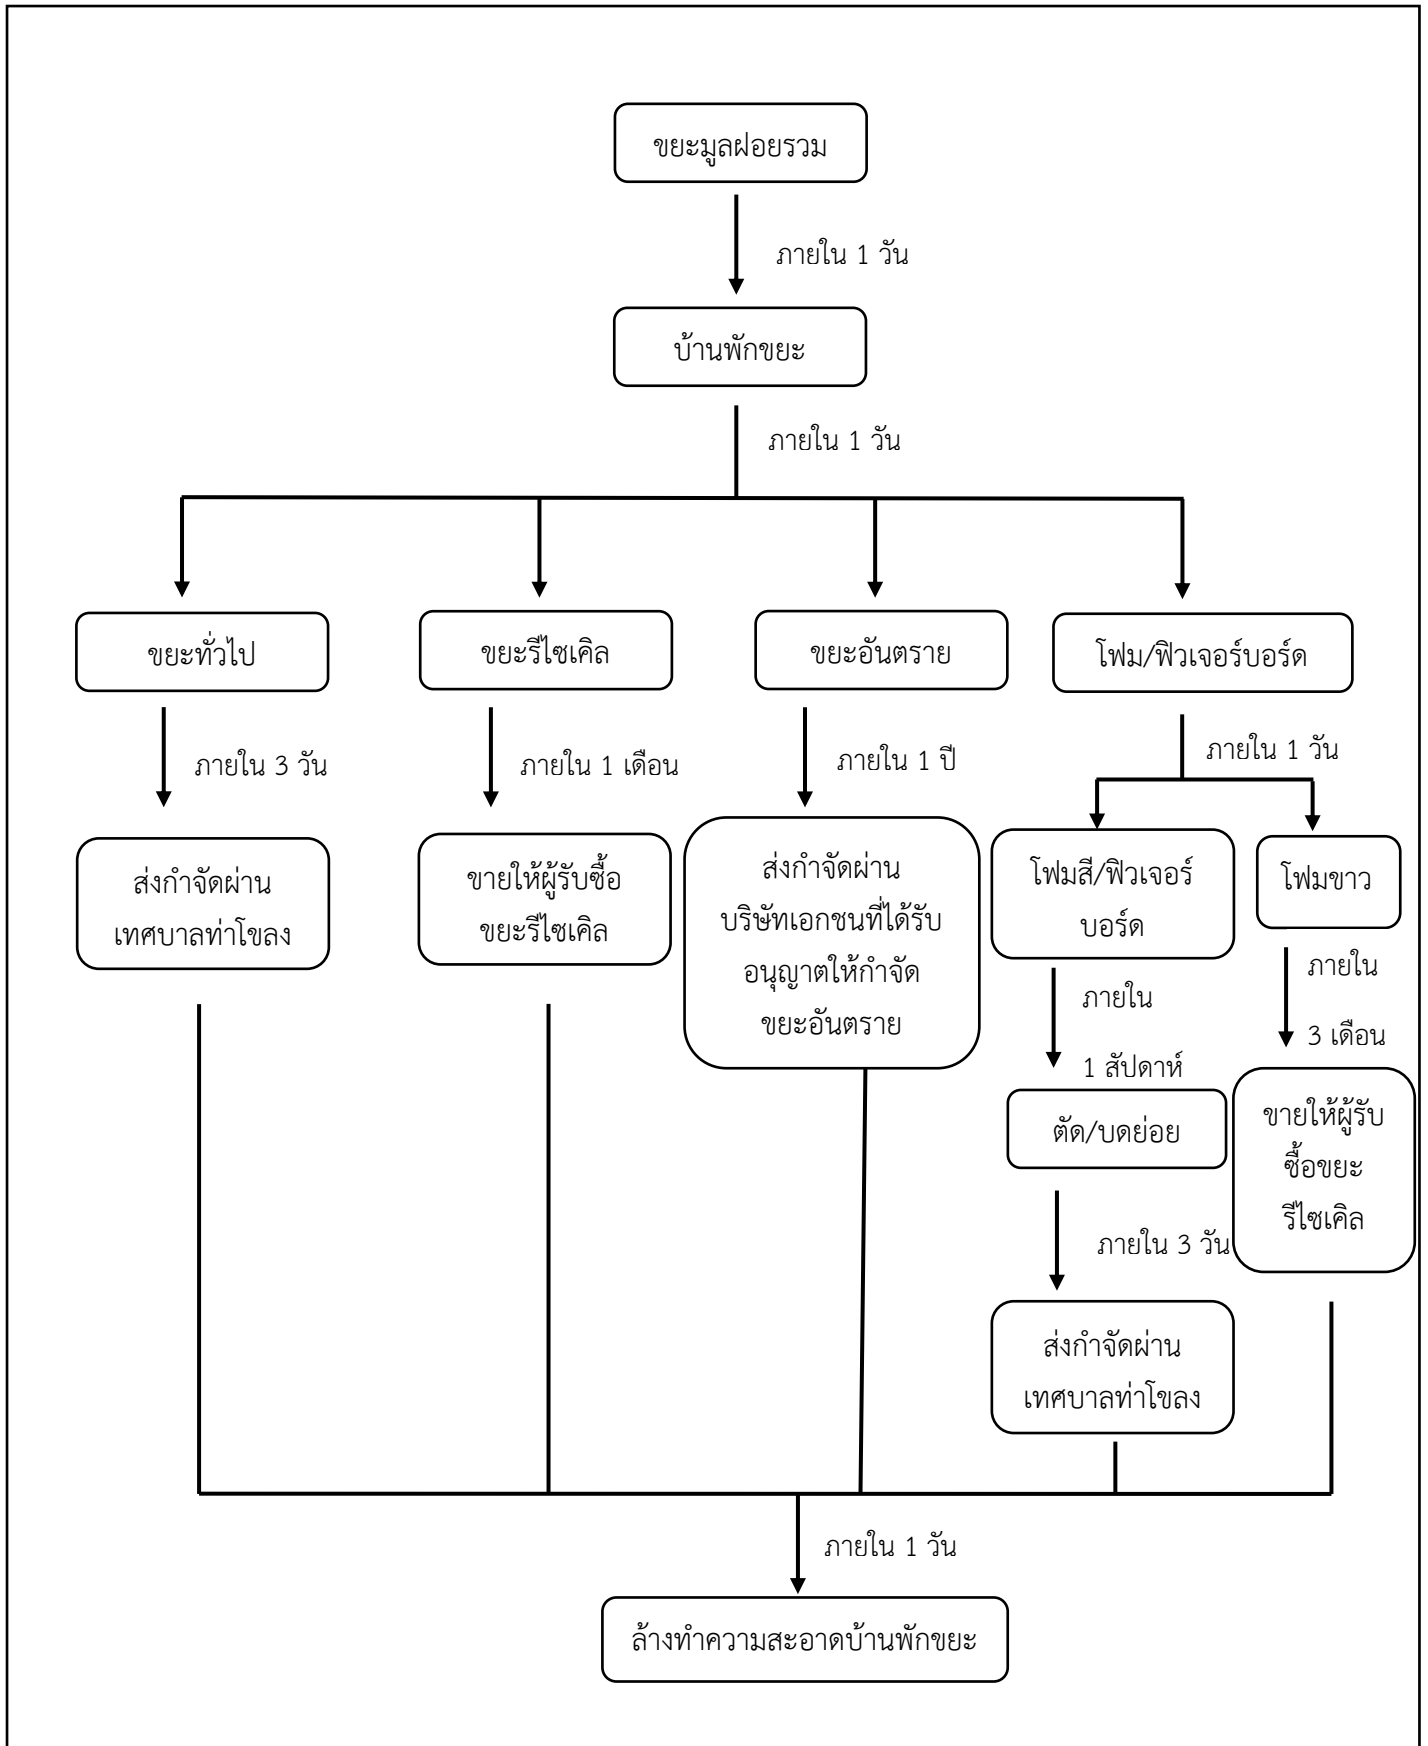 ขยะมูลฝอยรวม
ภายใน 1 วัน
บ้านพักขยะ
ภายใน 1 วัน
ขยะทั่วไป
ขยะรีไซเคิล
ขยะอันตราย
โฟม/ฟิวเจอร์บอร์ด
ภายใน 3 วัน
ภายใน 1 เดือน
ภายใน 1 ปี
ภายใน 1 วัน
ส่งกำจัดผ่าน
เทศบาลท่าโขลง
ขายให้ผู้รับซื้อ
ขยะรีไซเคิล
ส่งกำจัดผ่าน
บริษัทเอกชนที่ได้รับ
อนุญาตให้กำจัด
ขยะอันตราย
โฟมสี/ฟิวเจอร์
บอร์ด
โฟมขาว
ภายใน
1 สัปดาห์
ภายใน
3 เดือน
ตัด/บดย่อย
ขายให้ผู้รับ
ซื้อขยะ
รีไซเคิล
ภายใน 3 วัน
ส่งกำจัดผ่าน
เทศบาลท่าโขลง
ภายใน 1 วัน
ล้างทำความสะอาดบ้านพักขยะ